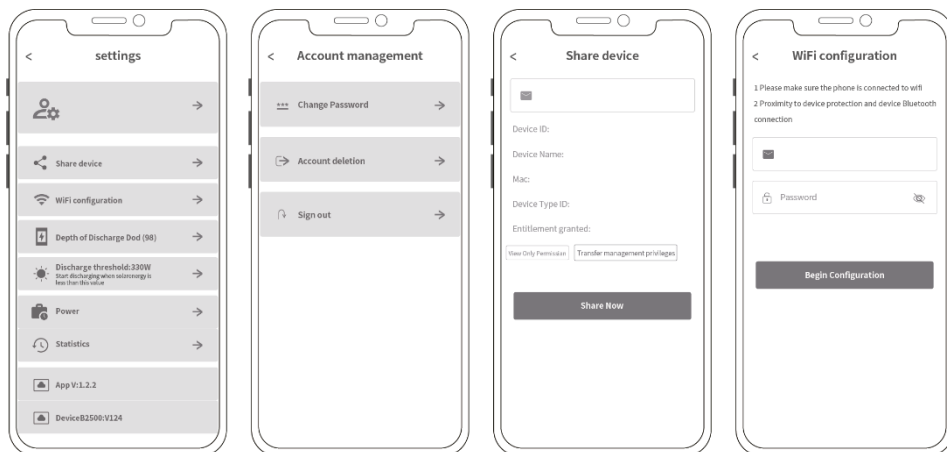 < settings
Share device
WiFi configuration
Depth of Discharge Dod (98)
Discharge threshold:330W
Start discharging when solar energy is
less than this value
Power
Statistics
App V:1.2.2
DeviceB2500:V124
< Account management
Change Password
Account deletion
Sign out
< Share device
Device ID:
Device Name:
Mac:
Device Type ID:
Entitlement granted:
View Only Permission Transfer management privileges
Share Now
< WiFi configuration
1 Please make sure the phone is connected to wifi
2 Proximity to device protection and device Bluetooth
connection
Password
Begin Configuration